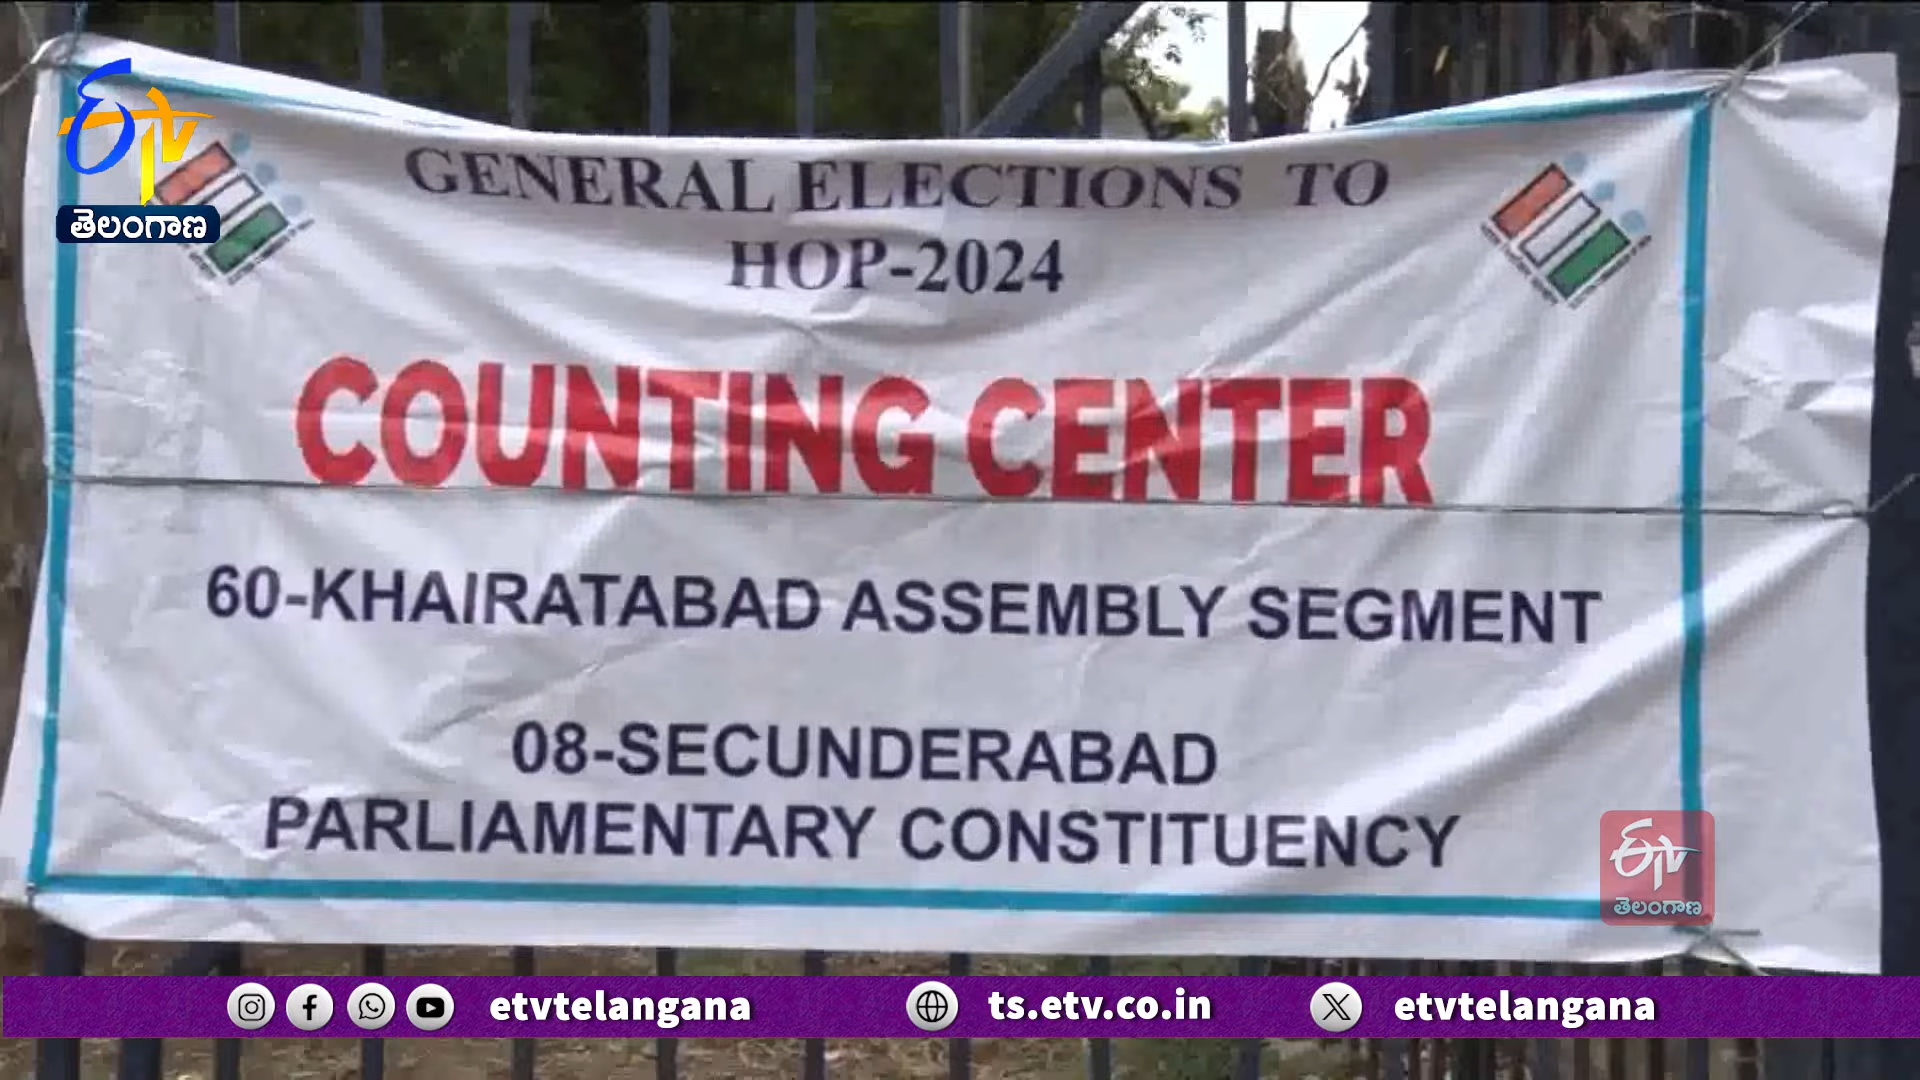 ETV
తెలంగాణ
GENERAL ELECTIONS TO
HOP-2024
COUNTING CENTER
60-KHAIRATABAD ASSEMBLY SEGMENT
08-SECUNDERABAD
PARLIAMENTARY CONSTITUENCY
ETV
తెలంగాణ
etvtelangana
ts.etv.co.in
etvtelangana